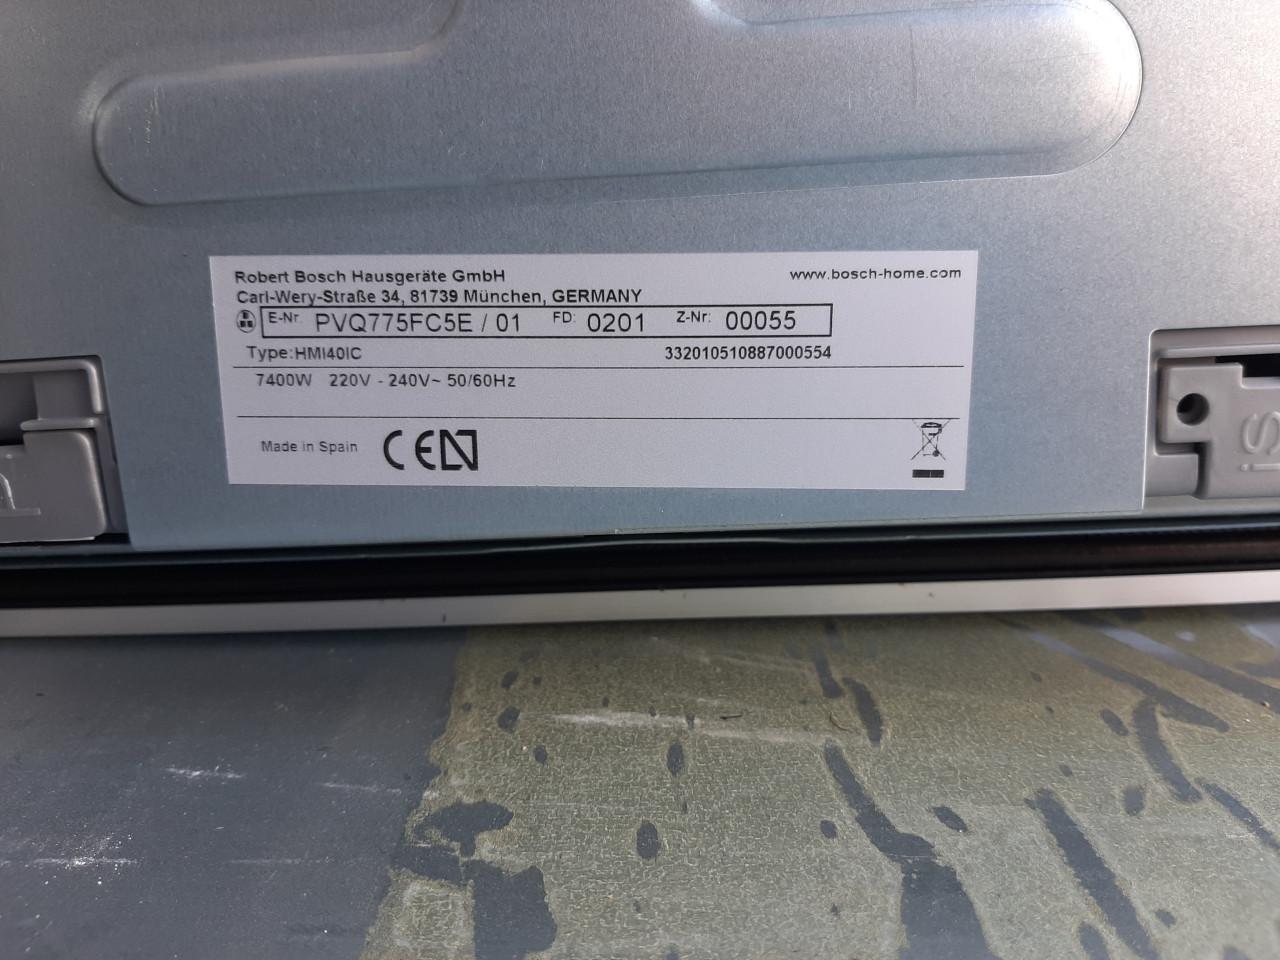 Robert Bosch Hausgeräte GmbH www.bosch-home.com
Carl-Wery-Straße 34, 81739 München, GERMANY
E-Nr. PVQ775FC5E / 01 FD: 0201 Z-Nr: 00055
Type:HMI40IC 332010510887000554
7400W 220V - 240V~ 50/60Hz
Made in Spain CE N